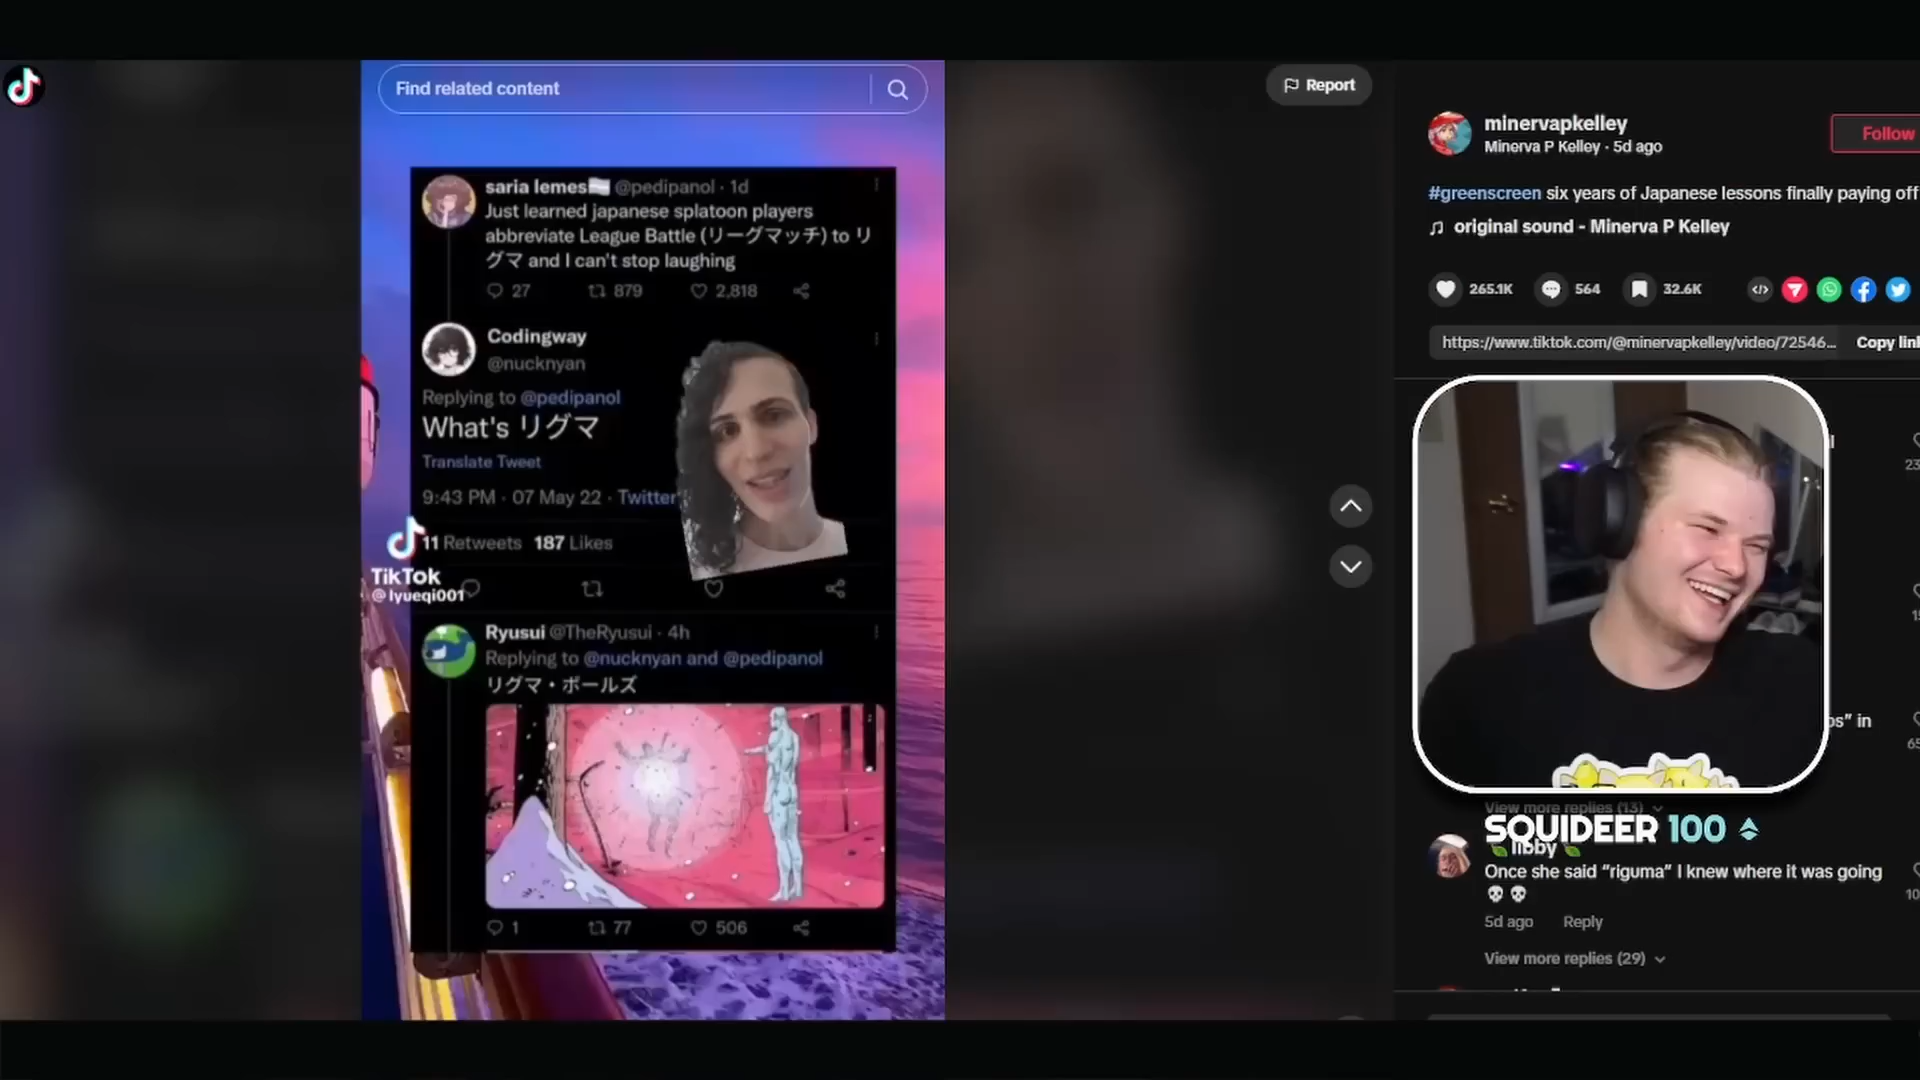 Find related content
saria lemes @pedipanol · 1d
Just learned japanese splatoon players
abbreviate League Battle (リーグマッチ) to リ
グマ and I can't stop laughing
27 879 2,818
Codingway
@nucknyan
Replying to @pedipanol
What's リグマ
Translate Tweet
9:43 PM · 07 May 22 · Twitter
11 Retweets 187 Likes
TikTok
@lyueqi001
Ryusui @TheRyusui · 4h
Replying to @nucknyan and @pedipanol
リグマ・ボールズ
1 77 506
Report
minervapkelley
Minerva P Kelley · 5d ago
Follow
#greenscreen six years of Japanese lessons finally paying off
original sound - Minerva P Kelley
265.1K 564 32.6K
https://www.tiktok.com/@minervapkelley/video/72546...
in
View more replies (13)
SQUIDEER 100
libby
Once she said “riguma” I knew where it was going
💀💀
5d ago Reply
View more replies (29)